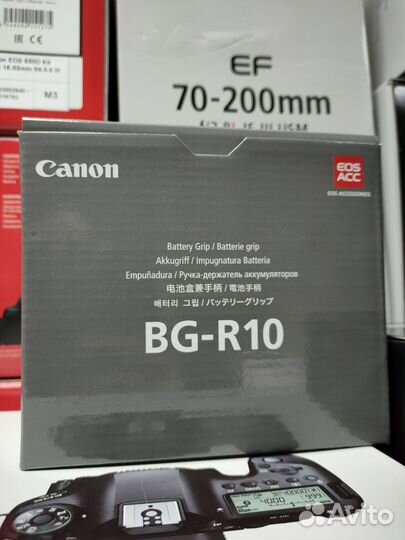 EF
70-200mm
M3
Canon
EOS
ACC
EOS ACCESSORIES
Battery Grip / Batterie grip
Akkugriff / Impugnatura Batteria
Empuñadura / Ручка-держатель аккумуляторов
电池盒兼手柄 / 電池手柄
배터리 그립 / バッテリーグリップ
BG-R10
Avito